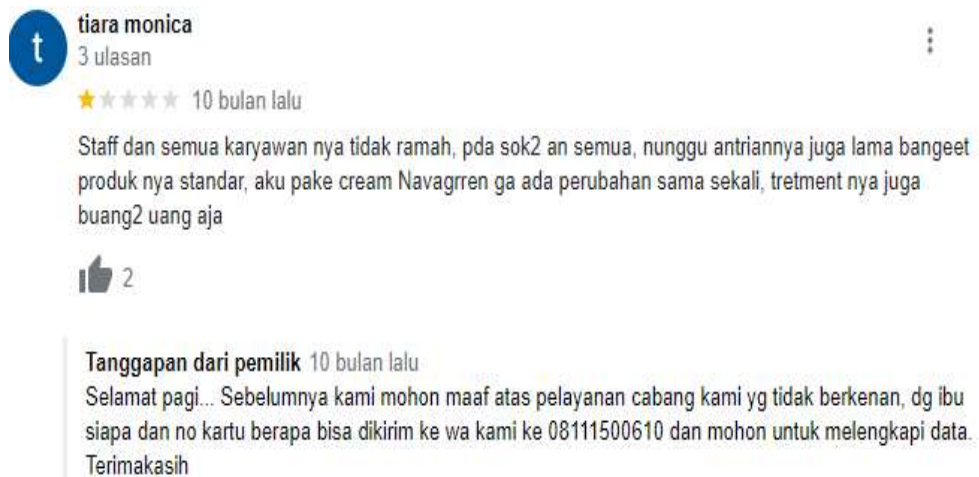 t
tiara monica
3 ulasan
10 bulan lalu
Staff dan semua karyawan nya tidak ramah, pda sok2 an semua, nunggu antriannya juga lama bangeet
produk nya standar, aku pake cream Navagrren ga ada perubahan sama sekali, tretment nya juga
buang2 uang aja
2
Tanggapan dari pemilik 10 bulan lalu
Selamat pagi... Sebelumnya kami mohon maaf atas pelayanan cabang kami yg tidak berkenan, dg ibu
siapa dan no kartu berapa bisa dikirim ke wa kami ke 08111500610 dan mohon untuk melengkapi data.
Terimakasih